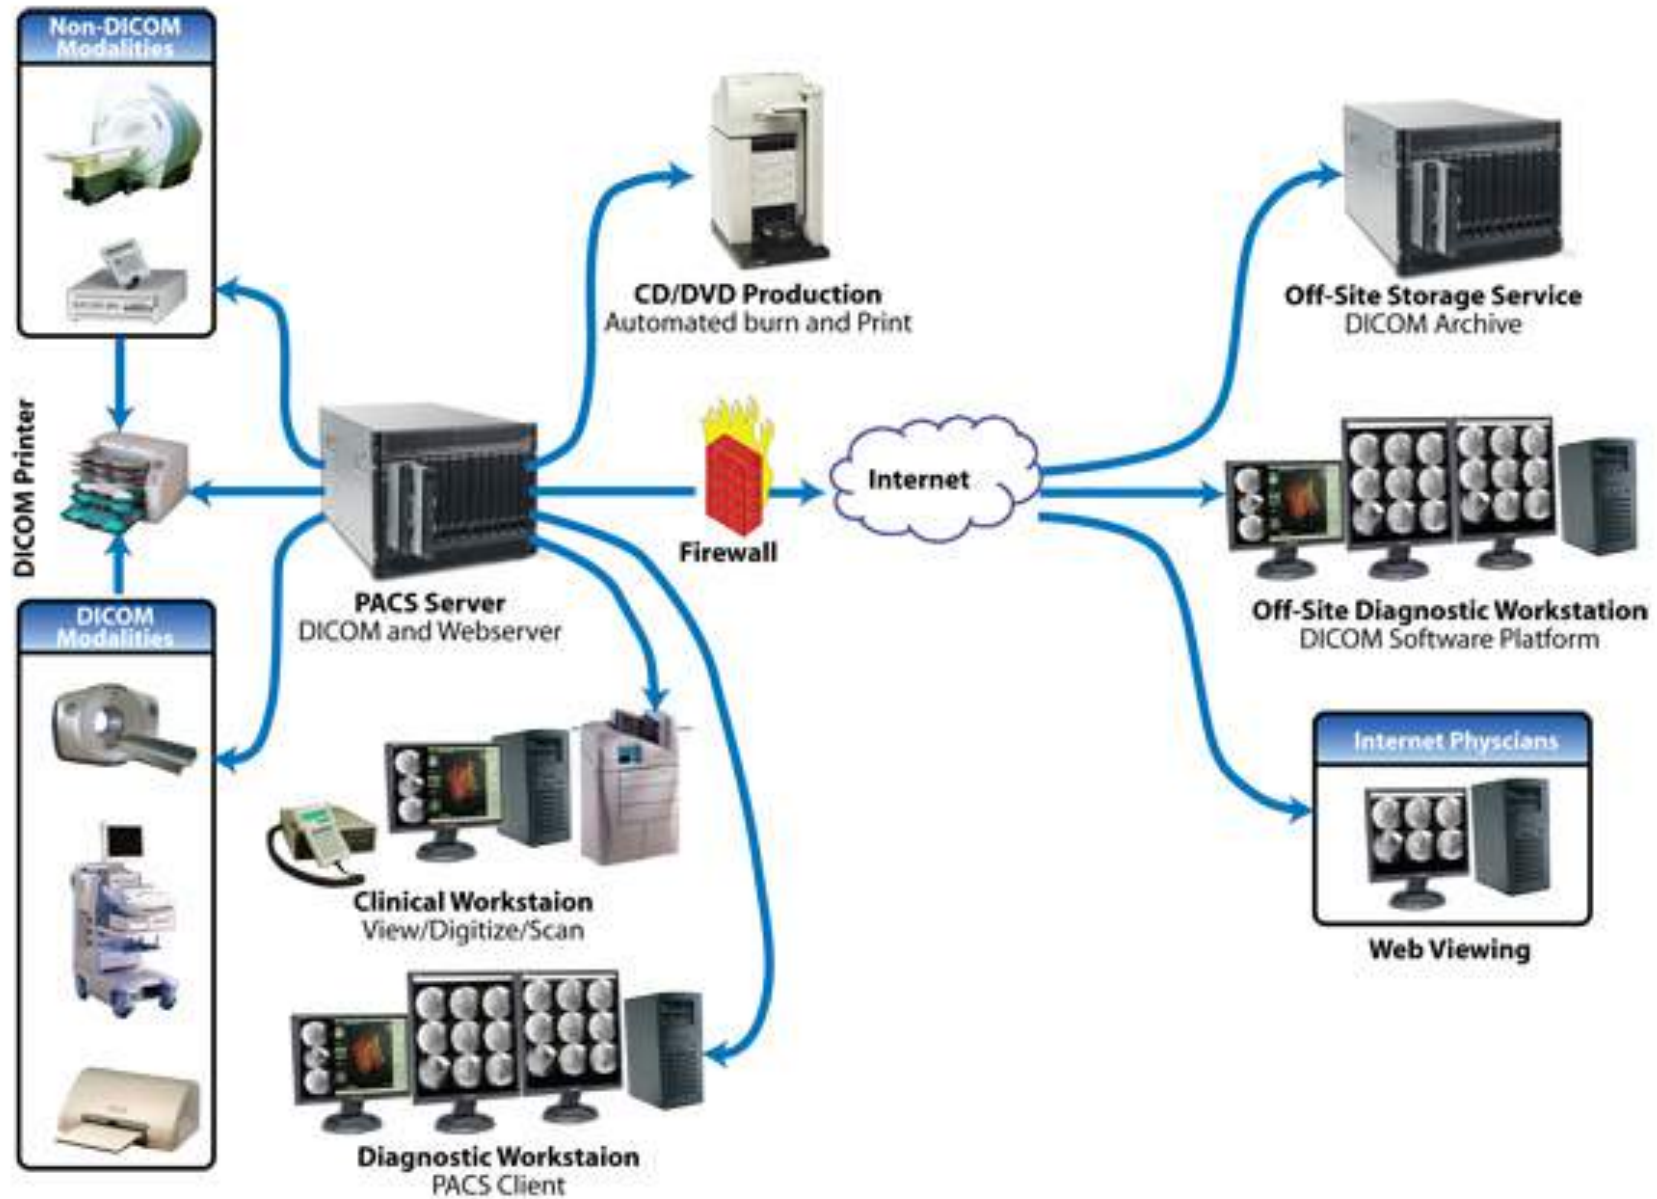 Non-DICOM
Modalities
CD/DVD Production
Automated burn and Print
Off-Site Storage Service
DICOM Archive
DICOM Printer
Firewall
Internet
PACS Server
DICOM and Webserver
Off-Site Diagnostic Workstation
DICOM Software Platform
DICOM
Modalities
Clinical Workstaion
View/Digitize/Scan
Internet Physcians
Web Viewing
Diagnostic Workstaion
PACS Client